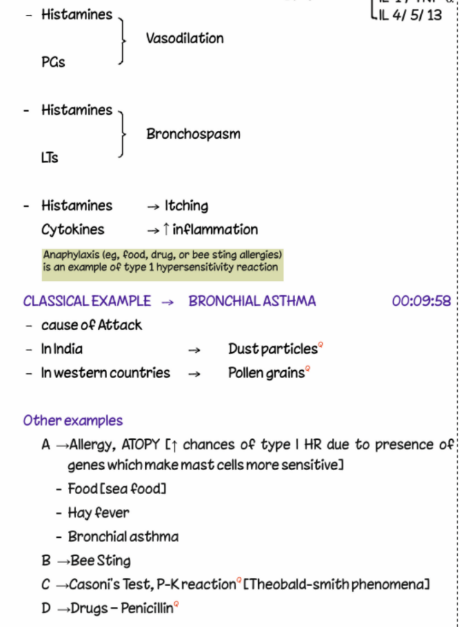 IL 4/ 5/ 13
- Histamines
Vasodilation
PGs
- Histamines
Bronchospasm
LTs
- Histamines → Itching
Cytokines → ↑ inflammation
Anaphylaxis (eg, food, drug, or bee sting allergies)
is an example of type 1 hypersensitivity reaction
CLASSICAL EXAMPLE → BRONCHIAL ASTHMA 00:09:58
- cause of Attack
- In India → Dust particles Q
- In western countries → Pollen grains Q
Other examples
A → Allergy, ATOPY [↑ chances of type I HR due to presence of
genes which make mast cells more sensitive]
- Food [sea food]
- Hay fever
- Bronchial asthma
B → Bee Sting
C → Casoni's Test, P-K reaction Q [Theobald-smith phenomena]
D → Drugs – Penicillin Q